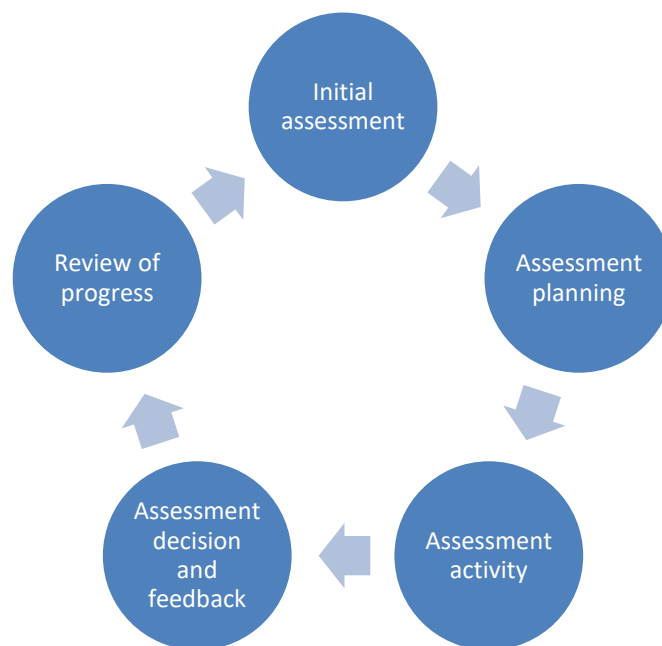 Initial
assessment
Assessment
planning
Assessment
activity
Assessment
decision
and
feedback
Review of
progress